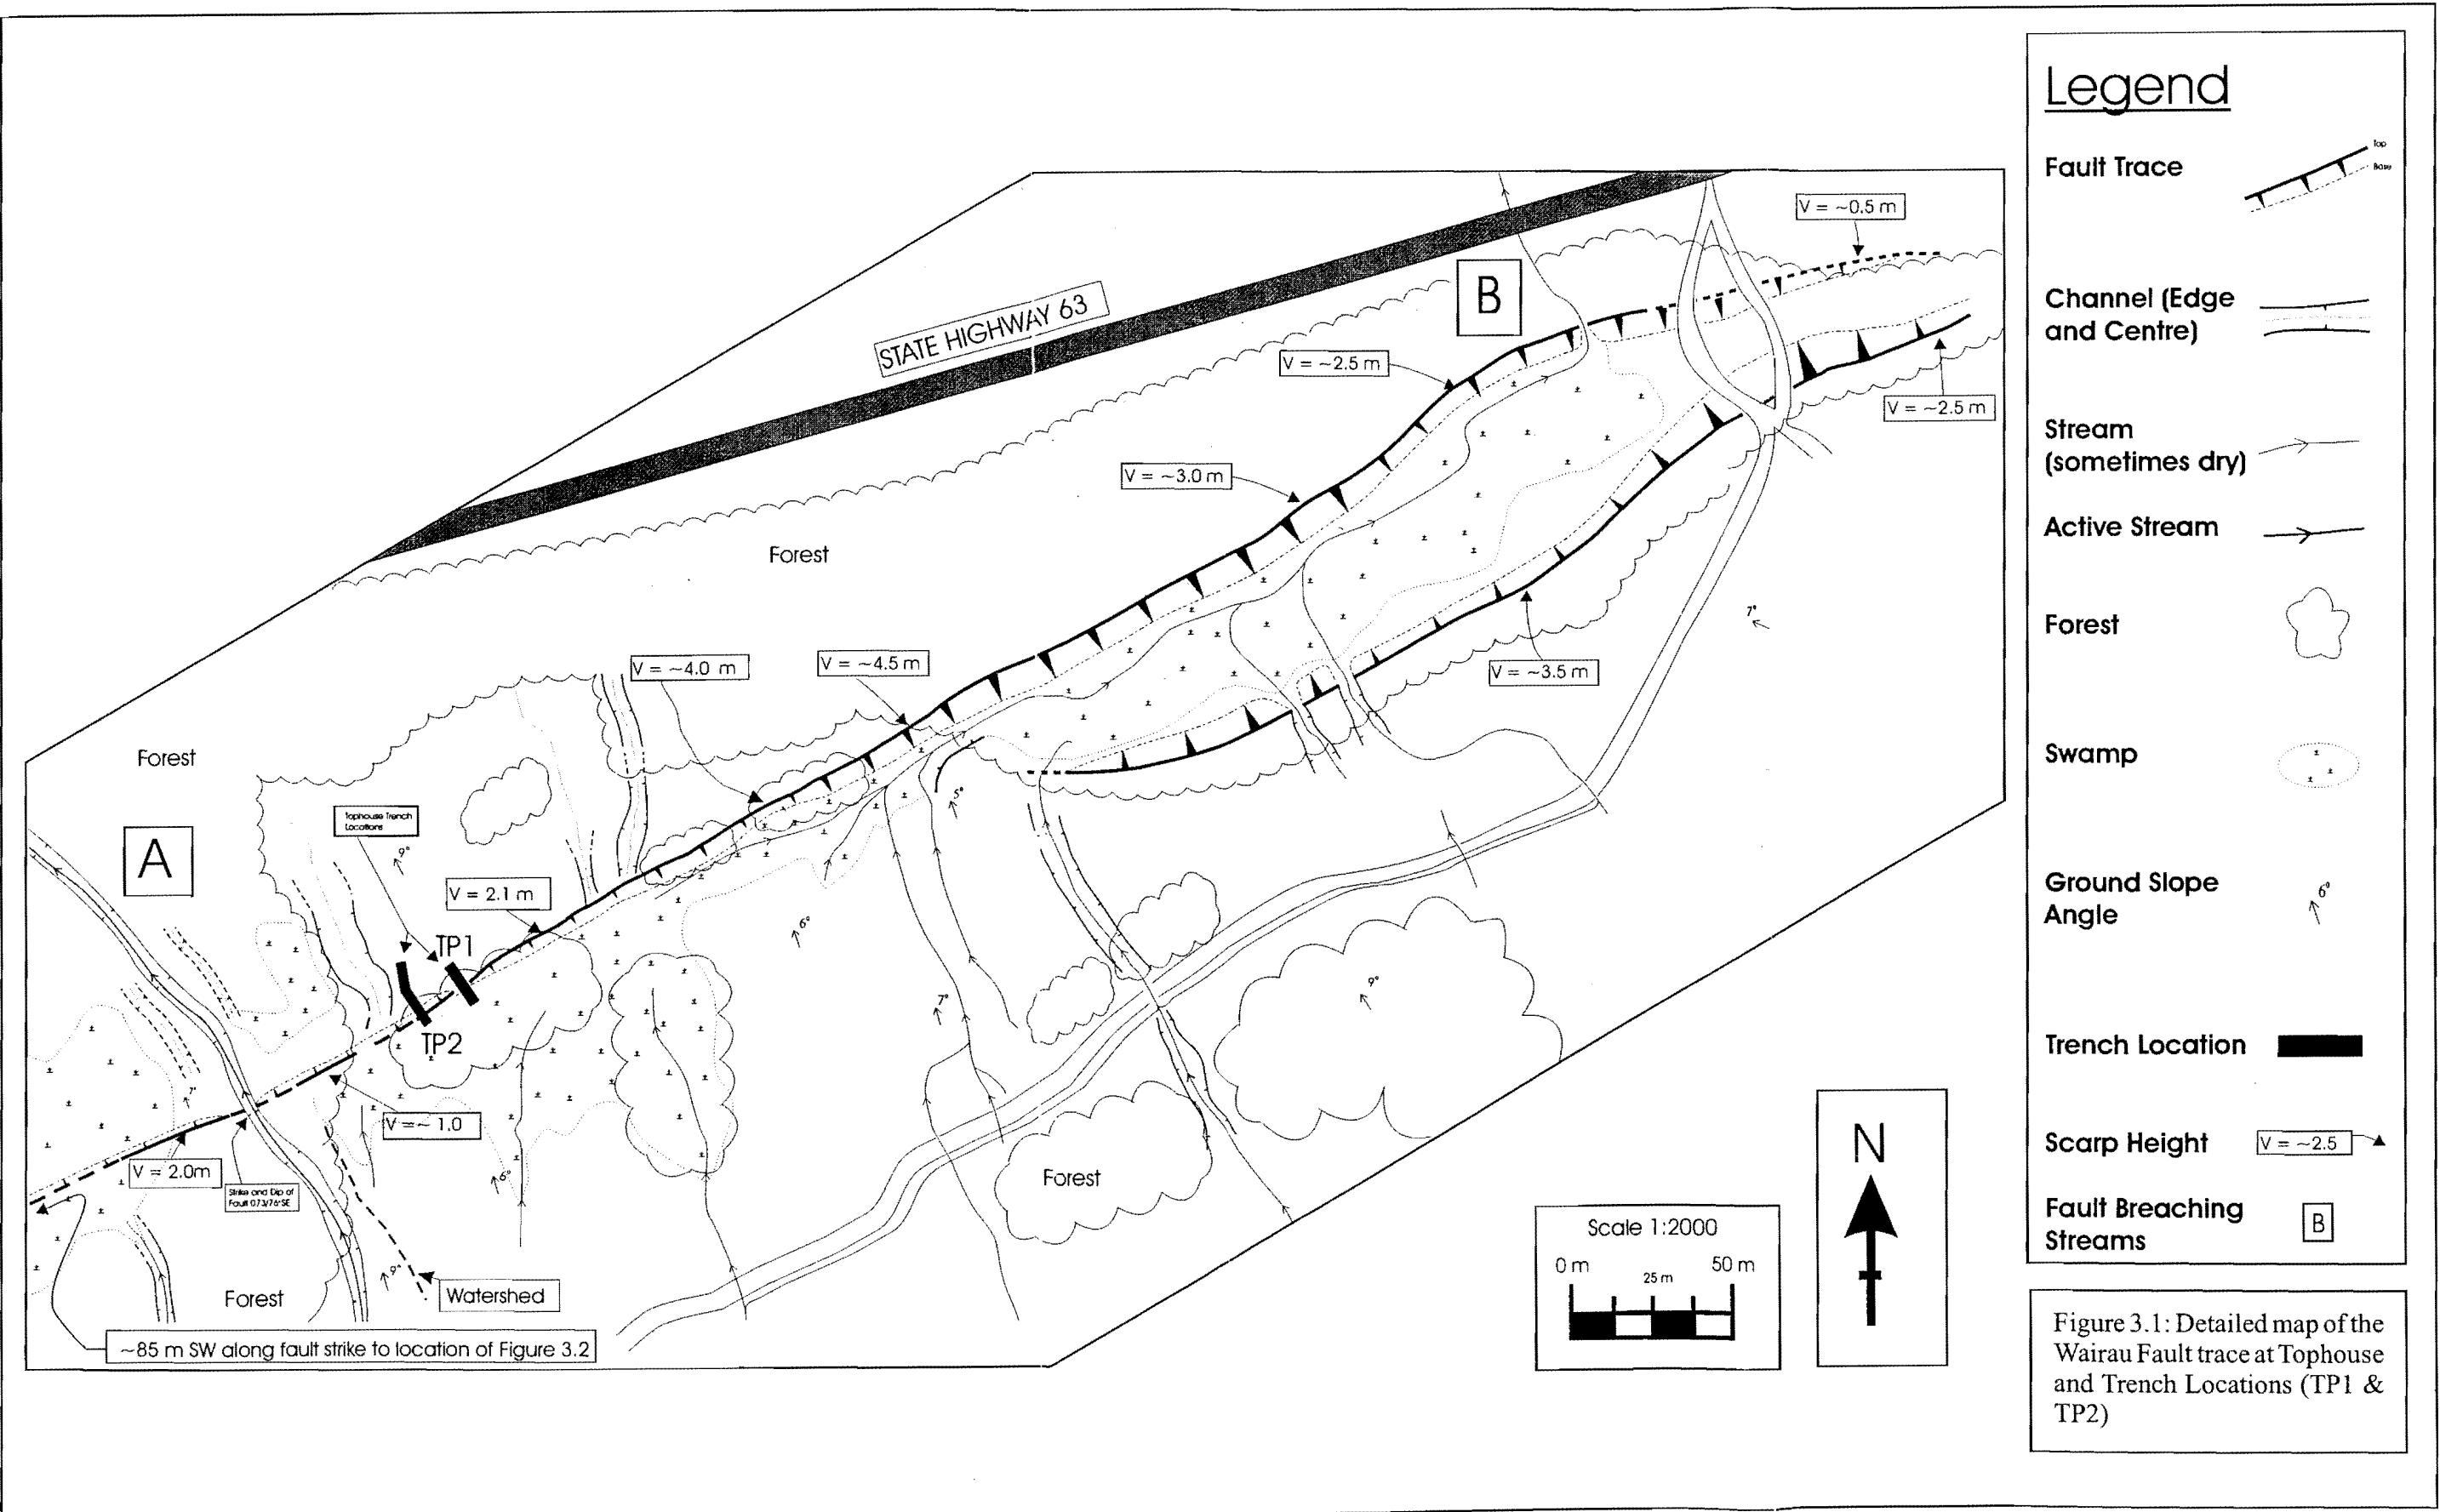 Legend
Fault Trace
Top
Base
Channel (Edge
and Centre)
Stream
(sometimes dry)
Active Stream
Forest
Swamp
Ground Slope
Angle
6°
Trench Location
Scarp Height
V = ~2.5
Fault Breaching
Streams
B
Figure 3.1: Detailed map of the
Wairau Fault trace at Tophouse
and Trench Locations (TP1 &
TP2)
V = ~0.5 m
B
STATE HIGHWAY 63
V = ~2.5 m
V = ~2.5 m
V = ~3.0 m
Forest
7°
V = ~4.0 m
V = ~4.5 m
V = ~3.5 m
Forest
5°
Tophouse Trench
Locations
A
9°
V = 2.1 m
6°
TP1
9°
7°
TP2
7°
V = ~ 1.0
V = 2.0m
6°
Forest
Strike and Dip of
Fault 073/76°SE
N
Scale 1:2000
0 m
25 m
50 m
9°
Watershed
Forest
~85 m SW along fault strike to location of Figure 3.2